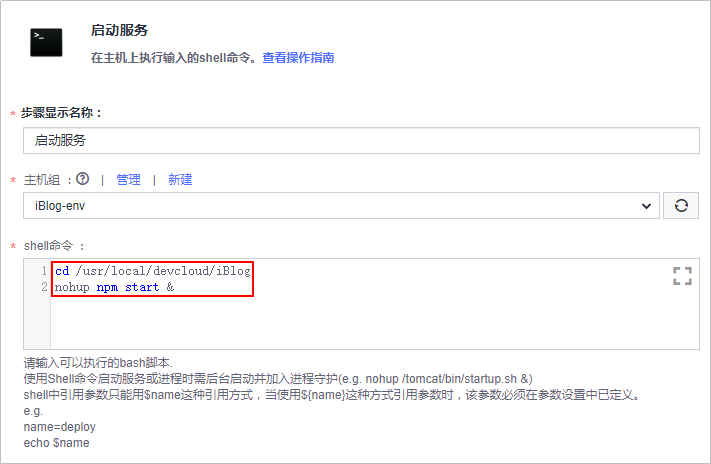 >_
启动服务
在主机上执行输入的shell命令。查看操作指南
* 步骤显示名称：
启动服务
* 主机组 ：? | 管理 | 新建
iBlog-env
* shell命令 ：
1 cd /usr/local/devcloud/iBlog
2 nohup npm start &
请输入可以执行的bash脚本.
使用Shell命令启动服务或进程时需后台启动并加入进程守护(e.g. nohup /tomcat/bin/startup.sh &)
shell中引用参数只能用$name这种引用方式，当使用${name}这种方式引用参数时，该参数必须在参数设置中已定义。
e.g.
name=deploy
echo $name